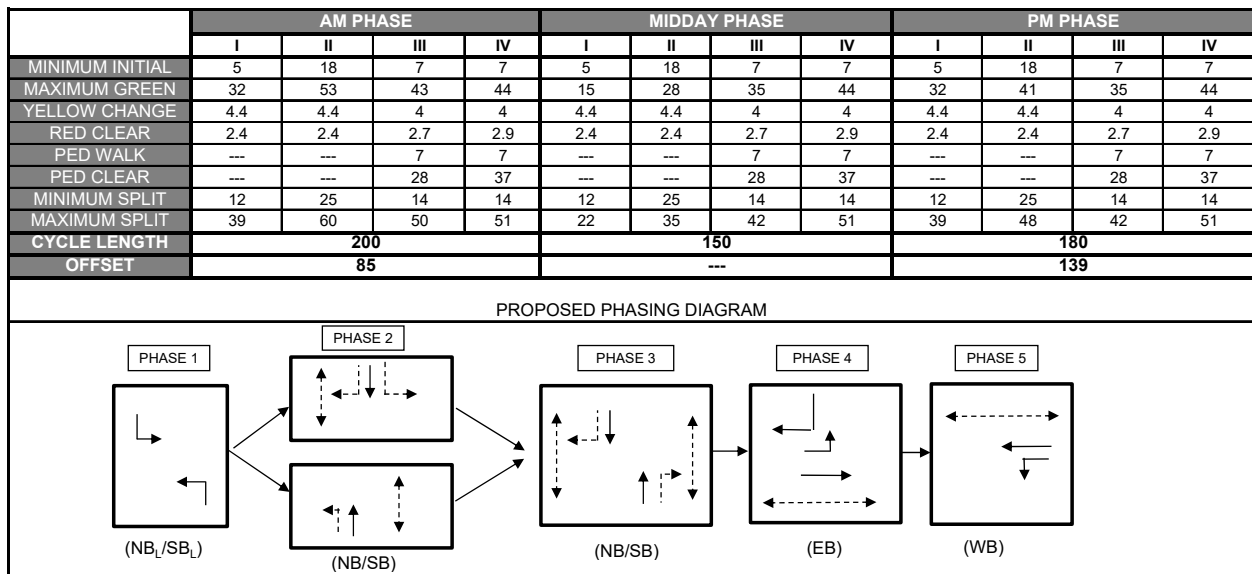 AM PHASE MIDDAY PHASE PM PHASE
I II III IV I II III IV I II III IV
MINIMUM INITIAL 5 18 7 7 5 18 7 7 5 18 7 7
MAXIMUM GREEN 32 53 43 44 15 28 35 44 32 41 35 44
YELLOW CHANGE 4.4 4.4 4 4 4.4 4.4 4 4 4.4 4.4 4 4
RED CLEAR 2.4 2.4 2.7 2.9 2.4 2.4 2.7 2.9 2.4 2.4 2.7 2.9
PED WALK --- --- 7 7 --- --- 7 7 --- --- 7 7
PED CLEAR --- --- 28 37 --- --- 28 37 --- --- 28 37
MINIMUM SPLIT 12 25 14 14 12 25 14 14 12 25 14 14
MAXIMUM SPLIT 39 60 50 51 22 35 42 51 39 48 42 51
CYCLE LENGTH 200 150 180
OFFSET 85 --- 139
PROPOSED PHASING DIAGRAM
PHASE 1 PHASE 2 PHASE 3 PHASE 4 PHASE 5
(NBL/SBL) (NB/SB) (NB/SB) (EB) (WB)